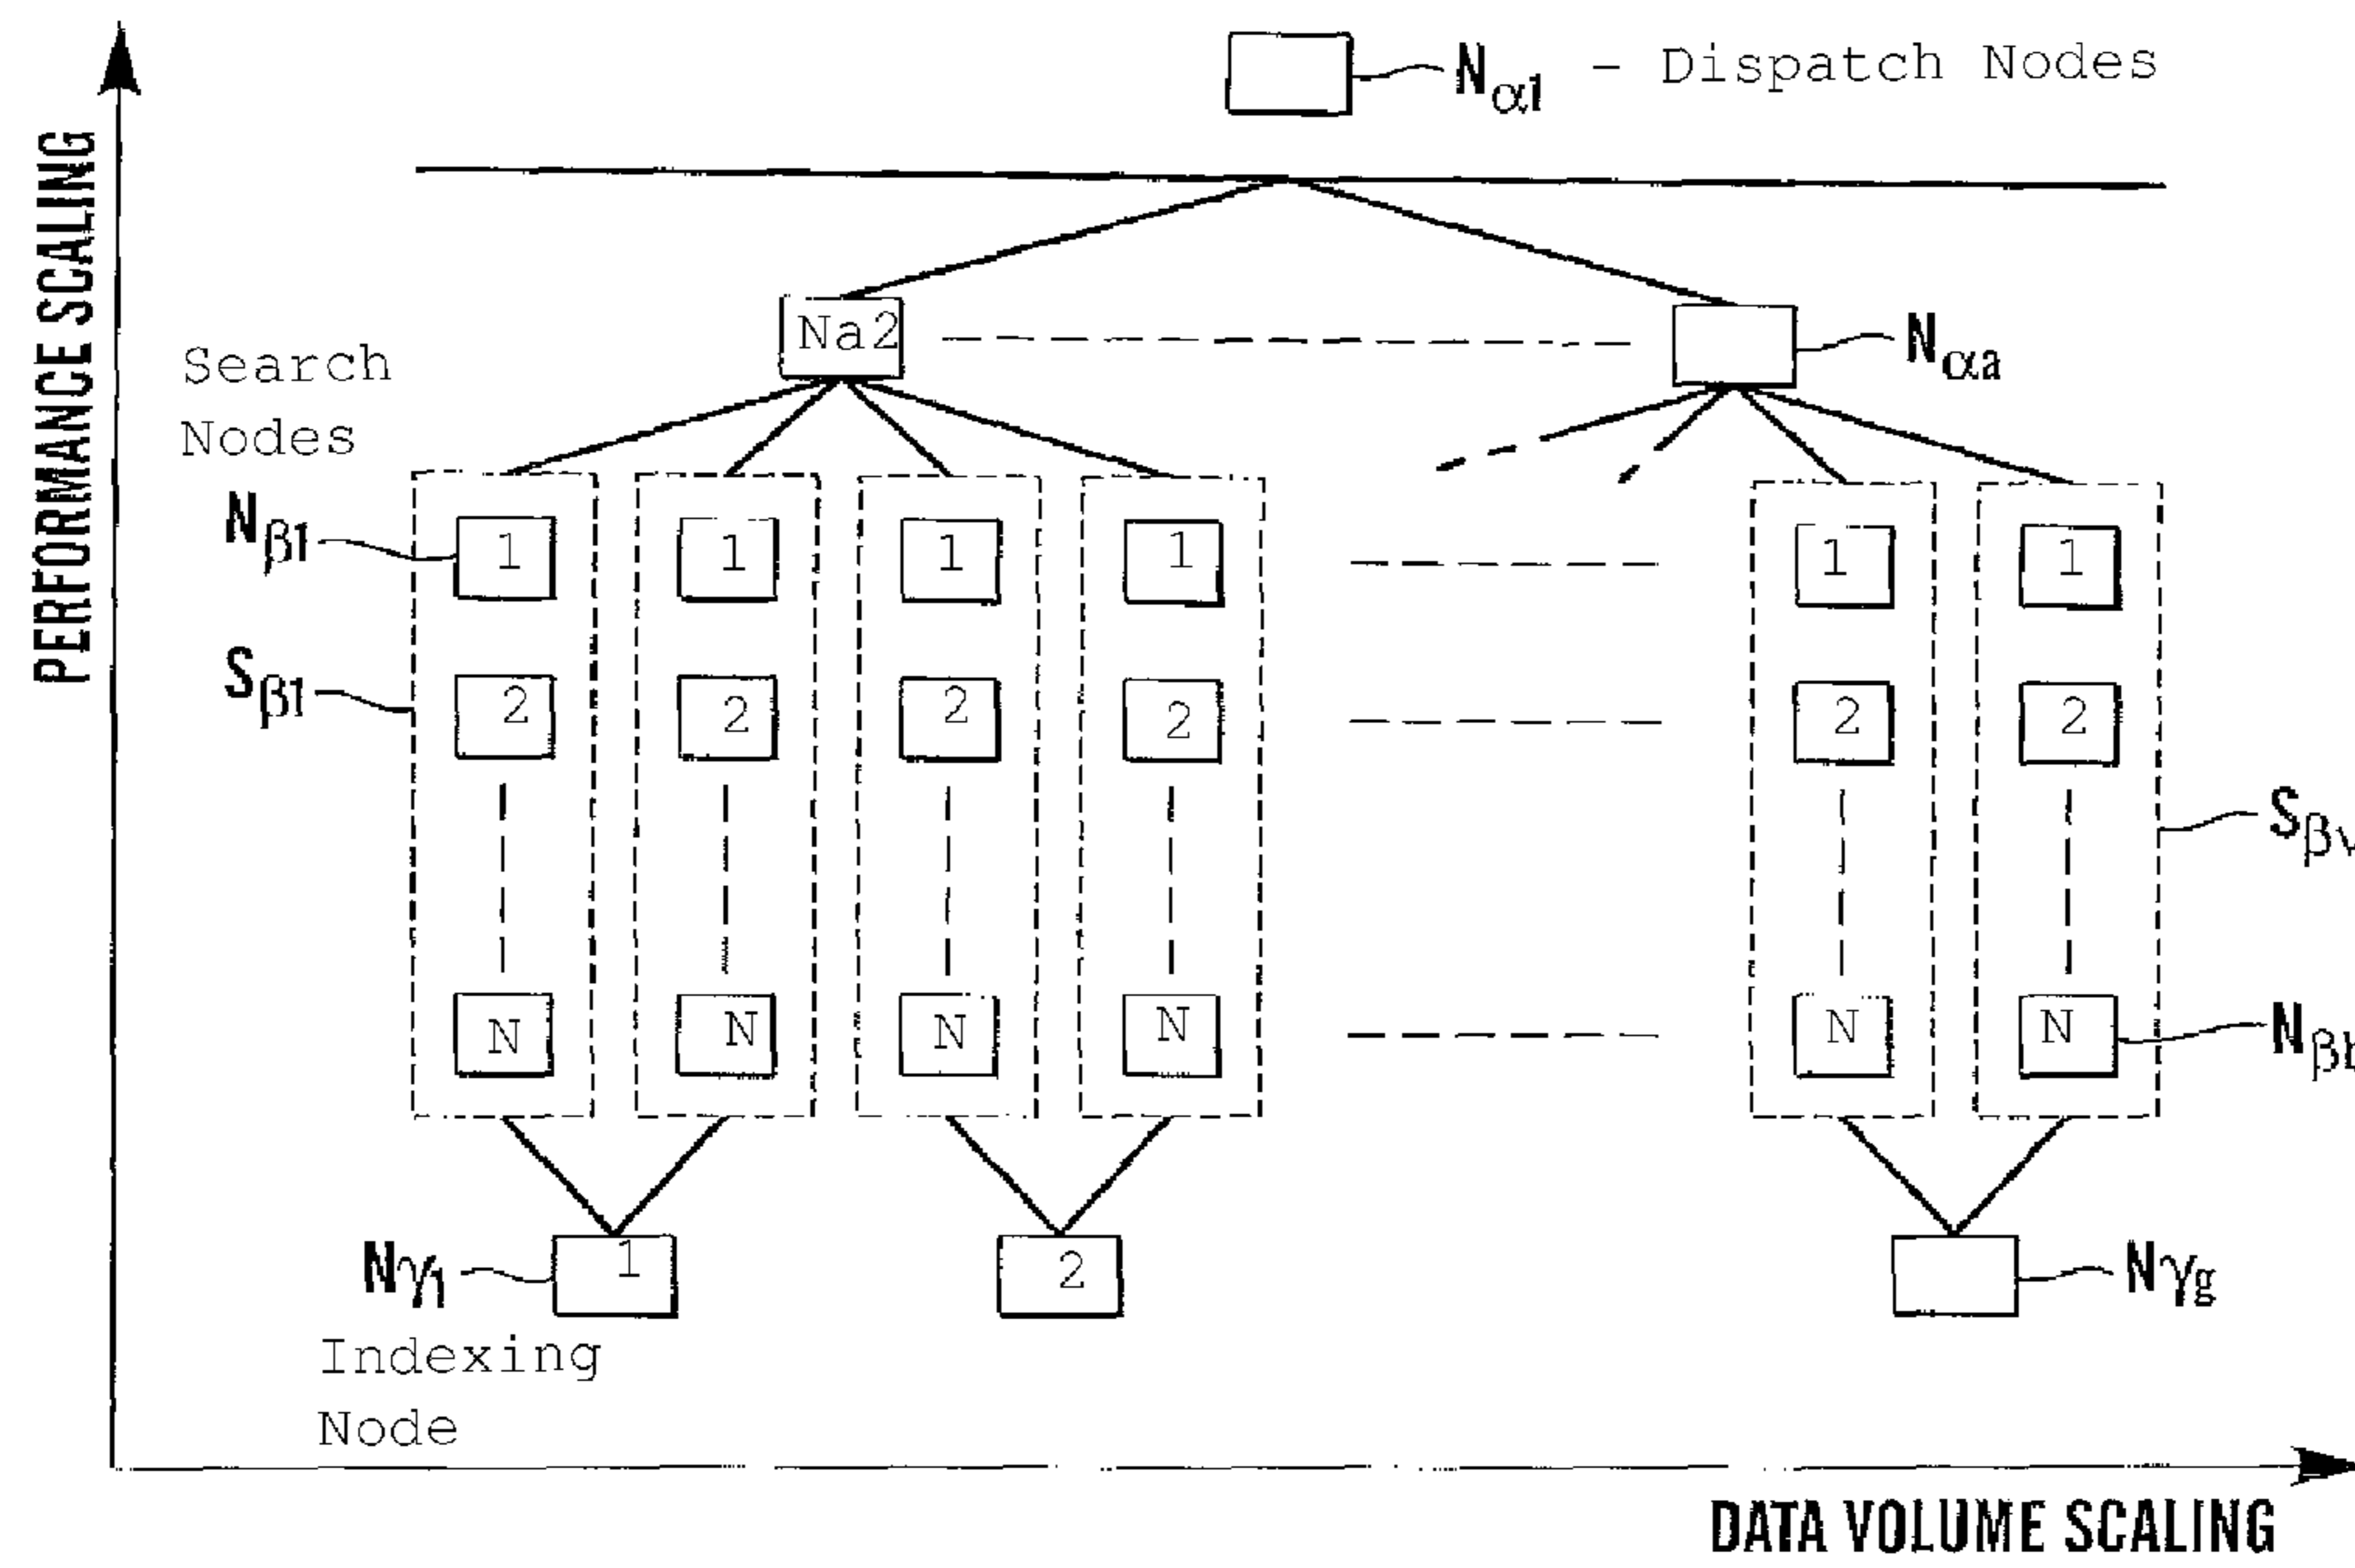 PERFORMANCE SCALING
Nα1 - Dispatch Nodes
Na2
Nαa
Search
Nodes
Nβ1
1 1 1 1 1 1
Sβ1
2 2 2 2 2 2
Sβν
N N N N N N
Nγ1
1 2
Nγg
Indexing
Node
DATA VOLUME SCALING